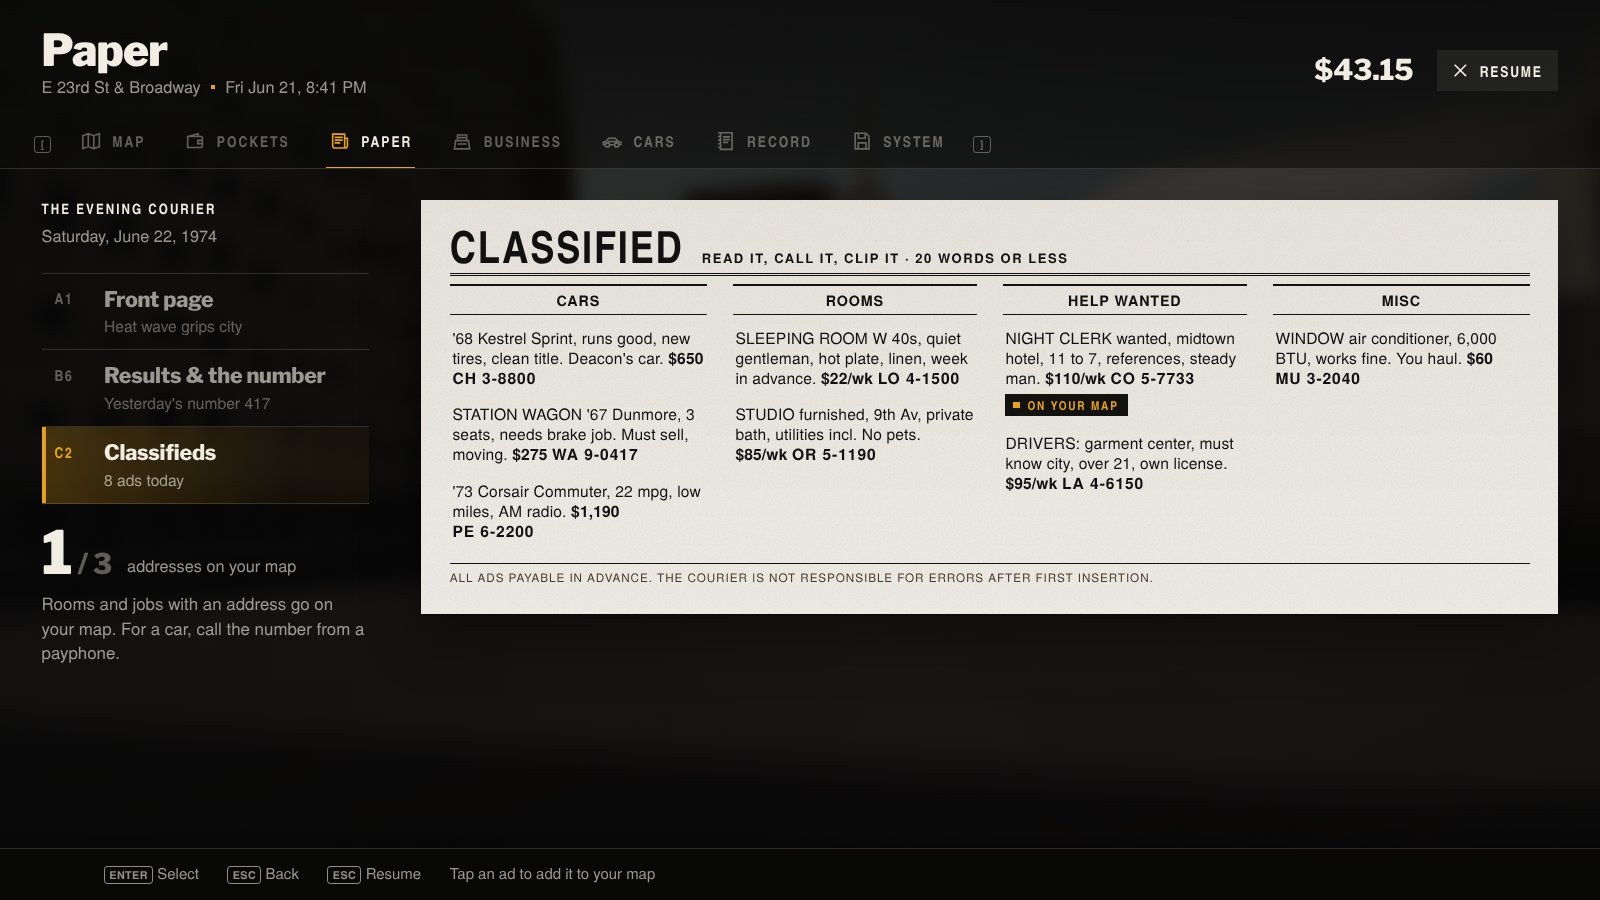 Paper
E 23rd St & Broadway ▪ Fri Jun 21, 8:41 PM
$43.15
RESUME
[
MAP
POCKETS
PAPER
BUSINESS
CARS
RECORD
SYSTEM
]
THE EVENING COURIER
Saturday, June 22, 1974
A1 Front page
Heat wave grips city
B6 Results & the number
Yesterday's number 417
C2 Classifieds
8 ads today
1 / 3 addresses on your map
Rooms and jobs with an address go on
your map. For a car, call the number from a
payphone.
CLASSIFIED READ IT, CALL IT, CLIP IT · 20 WORDS OR LESS
CARS
'68 Kestrel Sprint, runs good, new
tires, clean title. Deacon's car. $650
CH 3-8800
STATION WAGON '67 Dunmore, 3
seats, needs brake job. Must sell,
moving. $275 WA 9-0417
'73 Corsair Commuter, 22 mpg, low
miles, AM radio. $1,190
PE 6-2200
ROOMS
SLEEPING ROOM W 40s, quiet
gentleman, hot plate, linen, week
in advance. $22/wk LO 4-1500
STUDIO furnished, 9th Av, private
bath, utilities incl. No pets.
$85/wk OR 5-1190
HELP WANTED
NIGHT CLERK wanted, midtown
hotel, 11 to 7, references, steady
man. $110/wk CO 5-7733
ON YOUR MAP
DRIVERS: garment center, must
know city, over 21, own license.
$95/wk LA 4-6150
MISC
WINDOW air conditioner, 6,000
BTU, works fine. You haul. $60
MU 3-2040
ALL ADS PAYABLE IN ADVANCE. THE COURIER IS NOT RESPONSIBLE FOR ERRORS AFTER FIRST INSERTION.
ENTER Select ESC Back ESC Resume Tap an ad to add it to your map